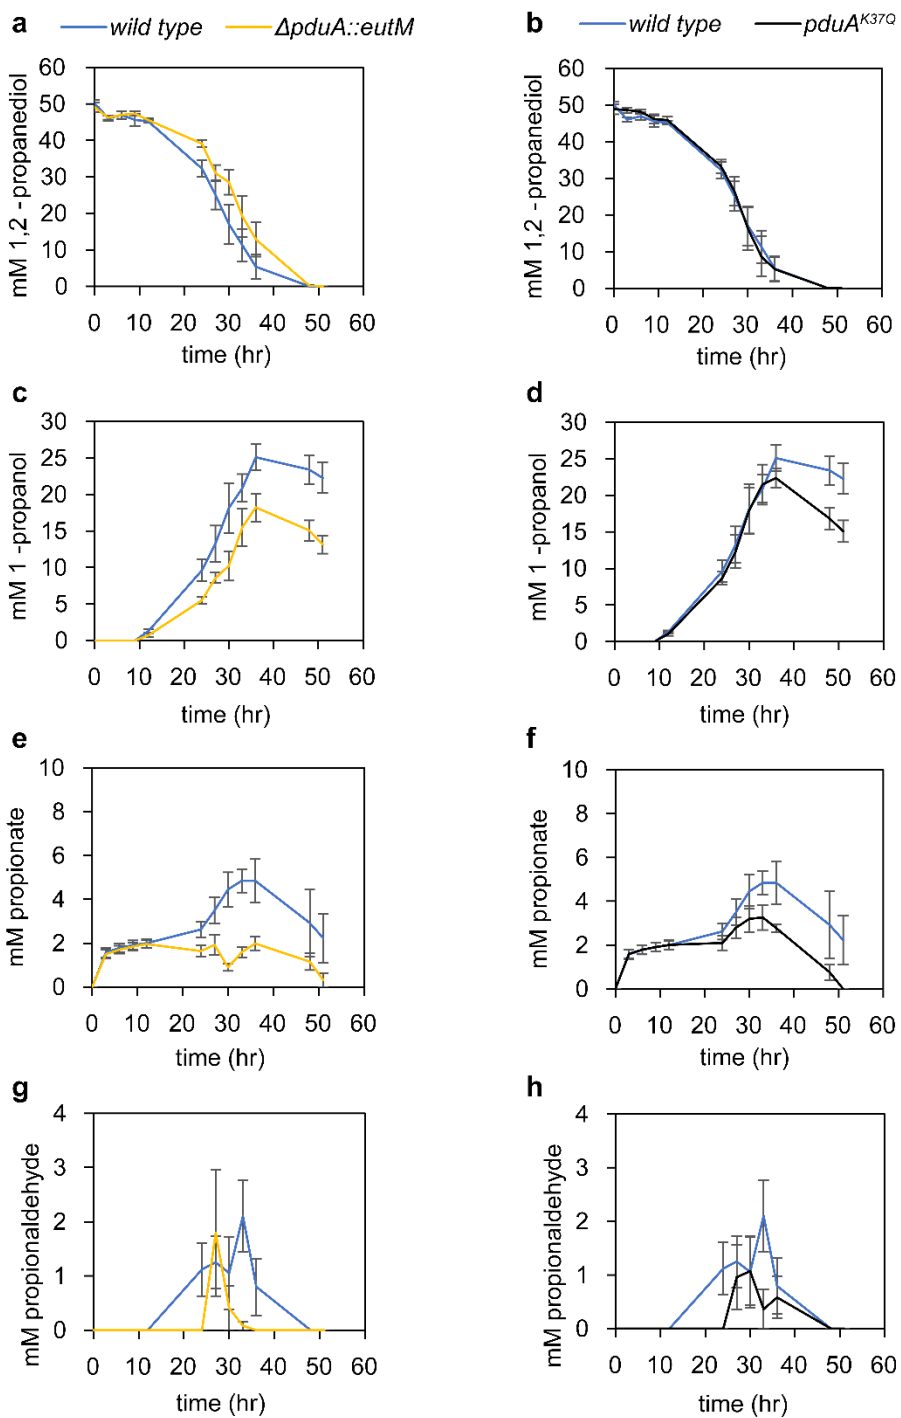 a wild type ΔpduA::eutM
b wild type pduA^K37Q
60
50
40
30
20
10
0
mM 1,2 - propanediol
0 10 20 30 40 50 60
time (hr)
60
50
40
30
20
10
0
mM 1,2 - propanediol
0 10 20 30 40 50 60
time (hr)
c
30
25
20
15
10
5
0
mM 1 -propanol
0 10 20 30 40 50 60
time (hr)
d
30
25
20
15
10
5
0
mM 1 -propanol
0 10 20 30 40 50 60
time (hr)
e
10
8
6
4
2
0
mM propionate
0 10 20 30 40 50 60
time (hr)
f
10
8
6
4
2
0
mM propionate
0 10 20 30 40 50 60
time (hr)
g
4
3
2
1
0
mM propionaldehyde
0 10 20 30 40 50 60
time (hr)
h
4
3
2
1
0
mM propionaldehyde
0 10 20 30 40 50 60
time (hr)